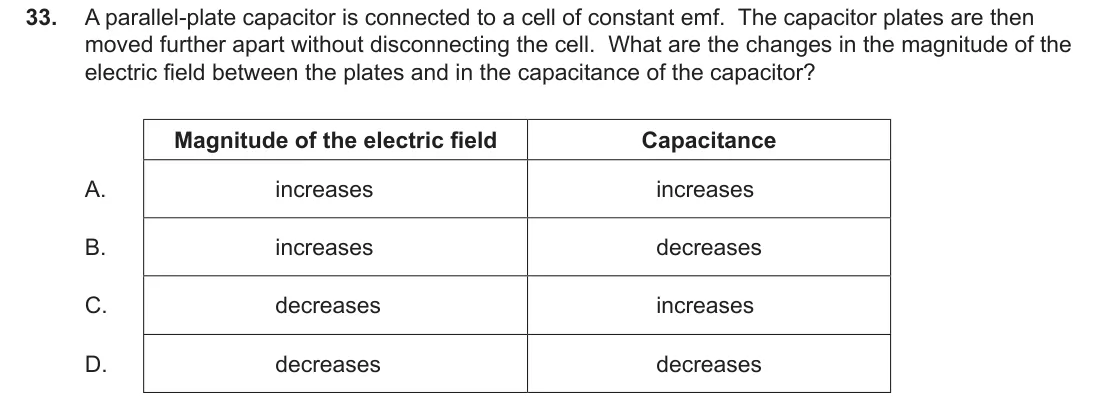 33. A parallel-plate capacitor is connected to a cell of constant emf. The capacitor plates are then
moved further apart without disconnecting the cell. What are the changes in the magnitude of the
electric field between the plates and in the capacitance of the capacitor?
Magnitude of the electric field Capacitance
A. increases increases
B. increases decreases
C. decreases increases
D. decreases decreases